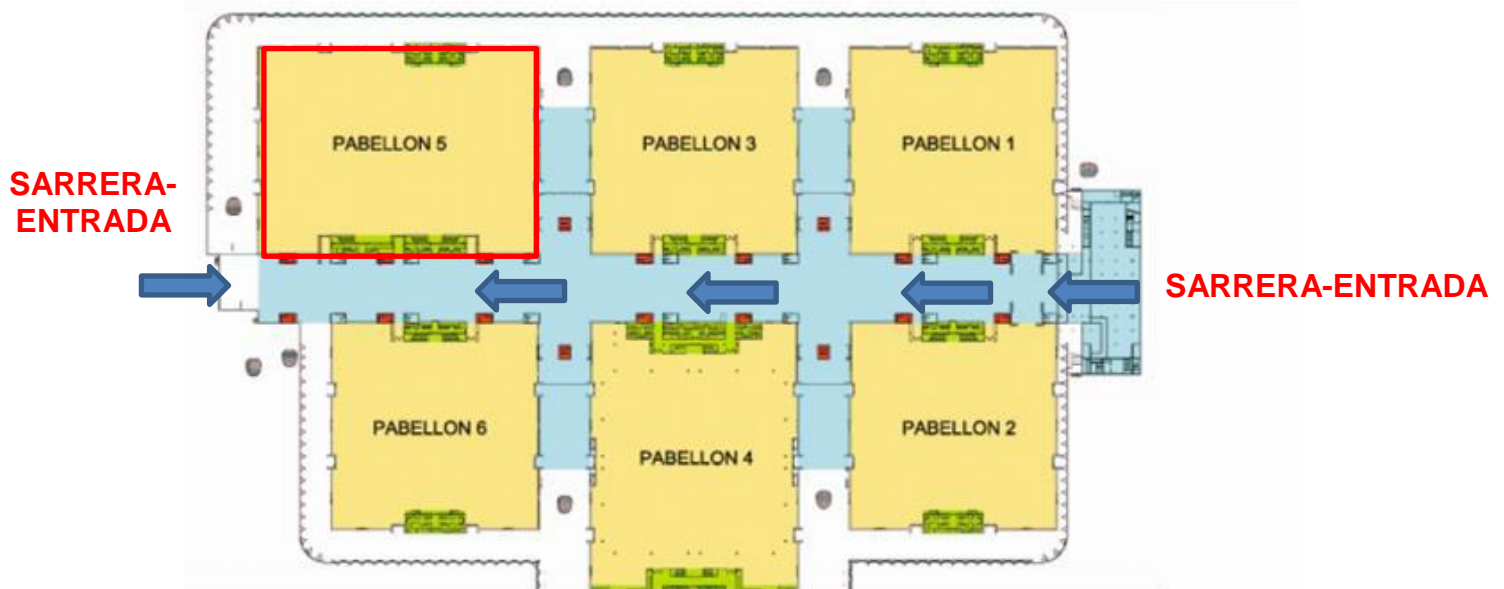 PABELLON 5
PABELLON 3
PABELLON 1
SARRERA-
ENTRADA
SARRERA-ENTRADA
PABELLON 6
PABELLON 4
PABELLON 2